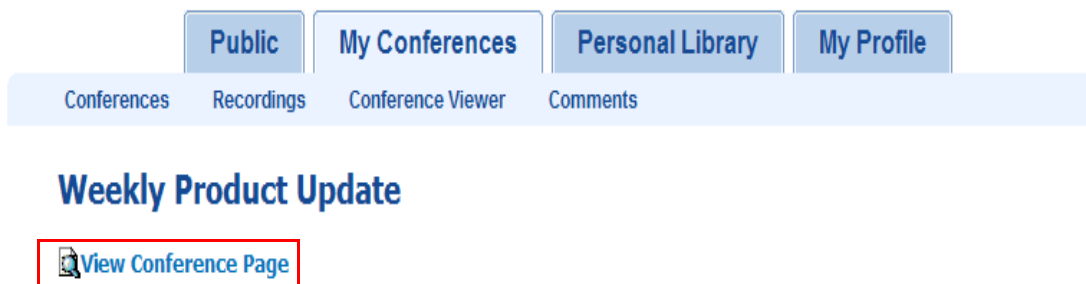 Public My Conferences Personal Library My Profile
Conferences Recordings Conference Viewer Comments
Weekly Product Update
View Conference Page